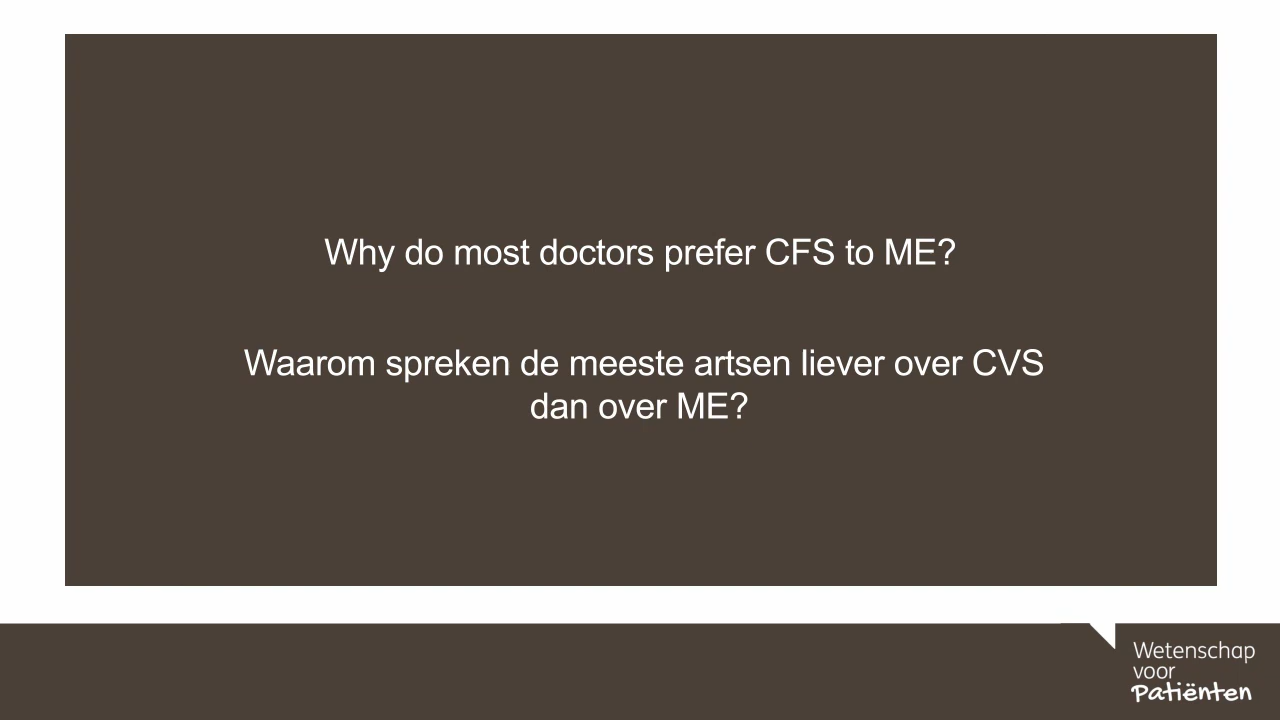 Why do most doctors prefer CFS to ME?
Waarom spreken de meeste artsen liever over CVS
dan over ME?
Wetenschap
voor
Patiënten